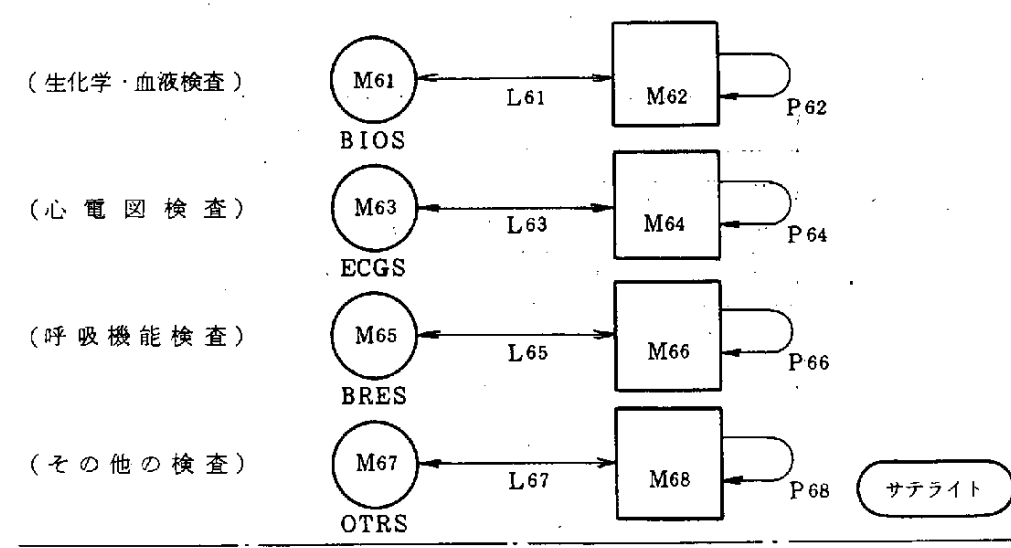 (生化学・血液検査) M61 L61 M62 P62
BIOS
(心電図検査) M63 L63 M64 P64
ECGS
(呼吸機能検査) M65 L65 M66 P66
BRES
(その他の検査) M67 L67 M68 P68 サテライト
OTRS